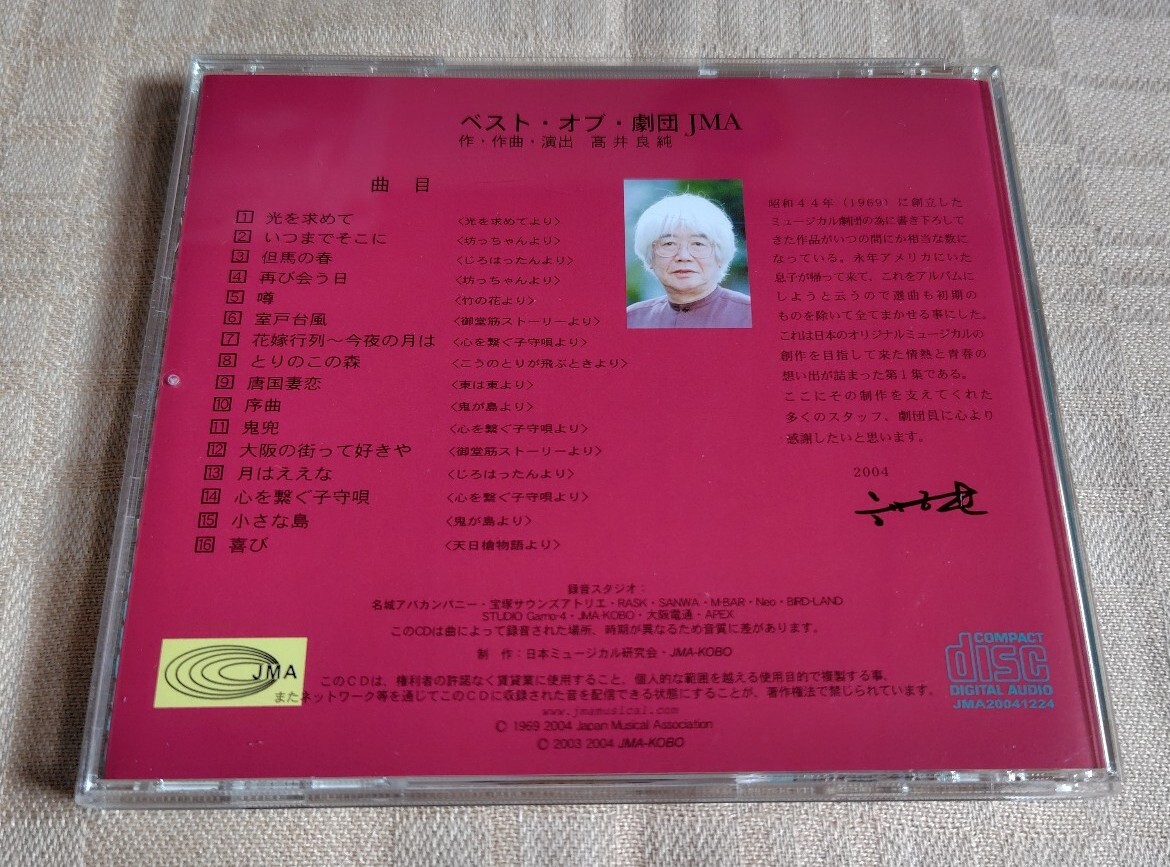 ベスト・オブ・劇団JMA
作・作曲・演出　髙井良純
曲　目
1 光を求めて 〈光を求めてより〉
2 いつまでそこに 〈坊っちゃんより〉
3 但馬の春 〈じろはったんより〉
4 再び会う日 〈坊っちゃんより〉
5 噂 〈竹の花より〉
6 室戸台風 〈御堂筋ストーリーより〉
7 花嫁行列〜今夜の月は 〈心を繋ぐ子守唄より〉
8 とりのこの森 〈こうのとりが飛ぶときより〉
9 唐国妻恋 〈東は東より〉
10 序曲 〈鬼が島より〉
11 鬼兜 〈心を繋ぐ子守唄より〉
12 大阪の街って好きや 〈御堂筋ストーリーより〉
13 月はええな 〈じろはったんより〉
14 心を繋ぐ子守唄 〈心を繋ぐ子守唄より〉
15 小さな島 〈鬼が島より〉
16 喜び 〈天日槍物語より〉
昭和44年（1969）に創立した
ミュージカル劇団の為に書き下ろして
きた作品がいつの間にか相当な数に
なっている。永年アメリカにいた
息子が帰って来て、これをアルバムに
しようと云うので選曲も初期の
ものを除いて全てまかせる事にした。
これは日本のオリジナルミュージカルの
創作を目指して来た情熱と青春の
想い出が詰まった第1集である。
ここにその制作を支えてくれた
多くのスタッフ、劇団員に心より
感謝したいと思います。
2004
録音スタジオ：
名城アバカンパニー・宝塚サウンズアトリエ・RASK・SANWA・M-BAR・Neo・BIRD-LAND
STUDIO Game-4・JMA-KOBO・大阪電通・APEX
このCDは曲によって録音された場所、時期が異なるため音質に差があります。
制　作：日本ミュージカル研究会・JMA-KOBO
JMA
このCDは、権利者の許諾なく賃貸業に使用すること、個人的な範囲を越える使用目的で複製する事、
またネットワーク等を通じてこのCDに収録された音を配信できる状態にすることが、著作権法で禁じられています。
www.jmamusical.com
© 1969 2004 Japan Musical Association
© 2003 2004 JMA-KOBO
COMPACT
disc
DIGITAL AUDIO
JMA20041224